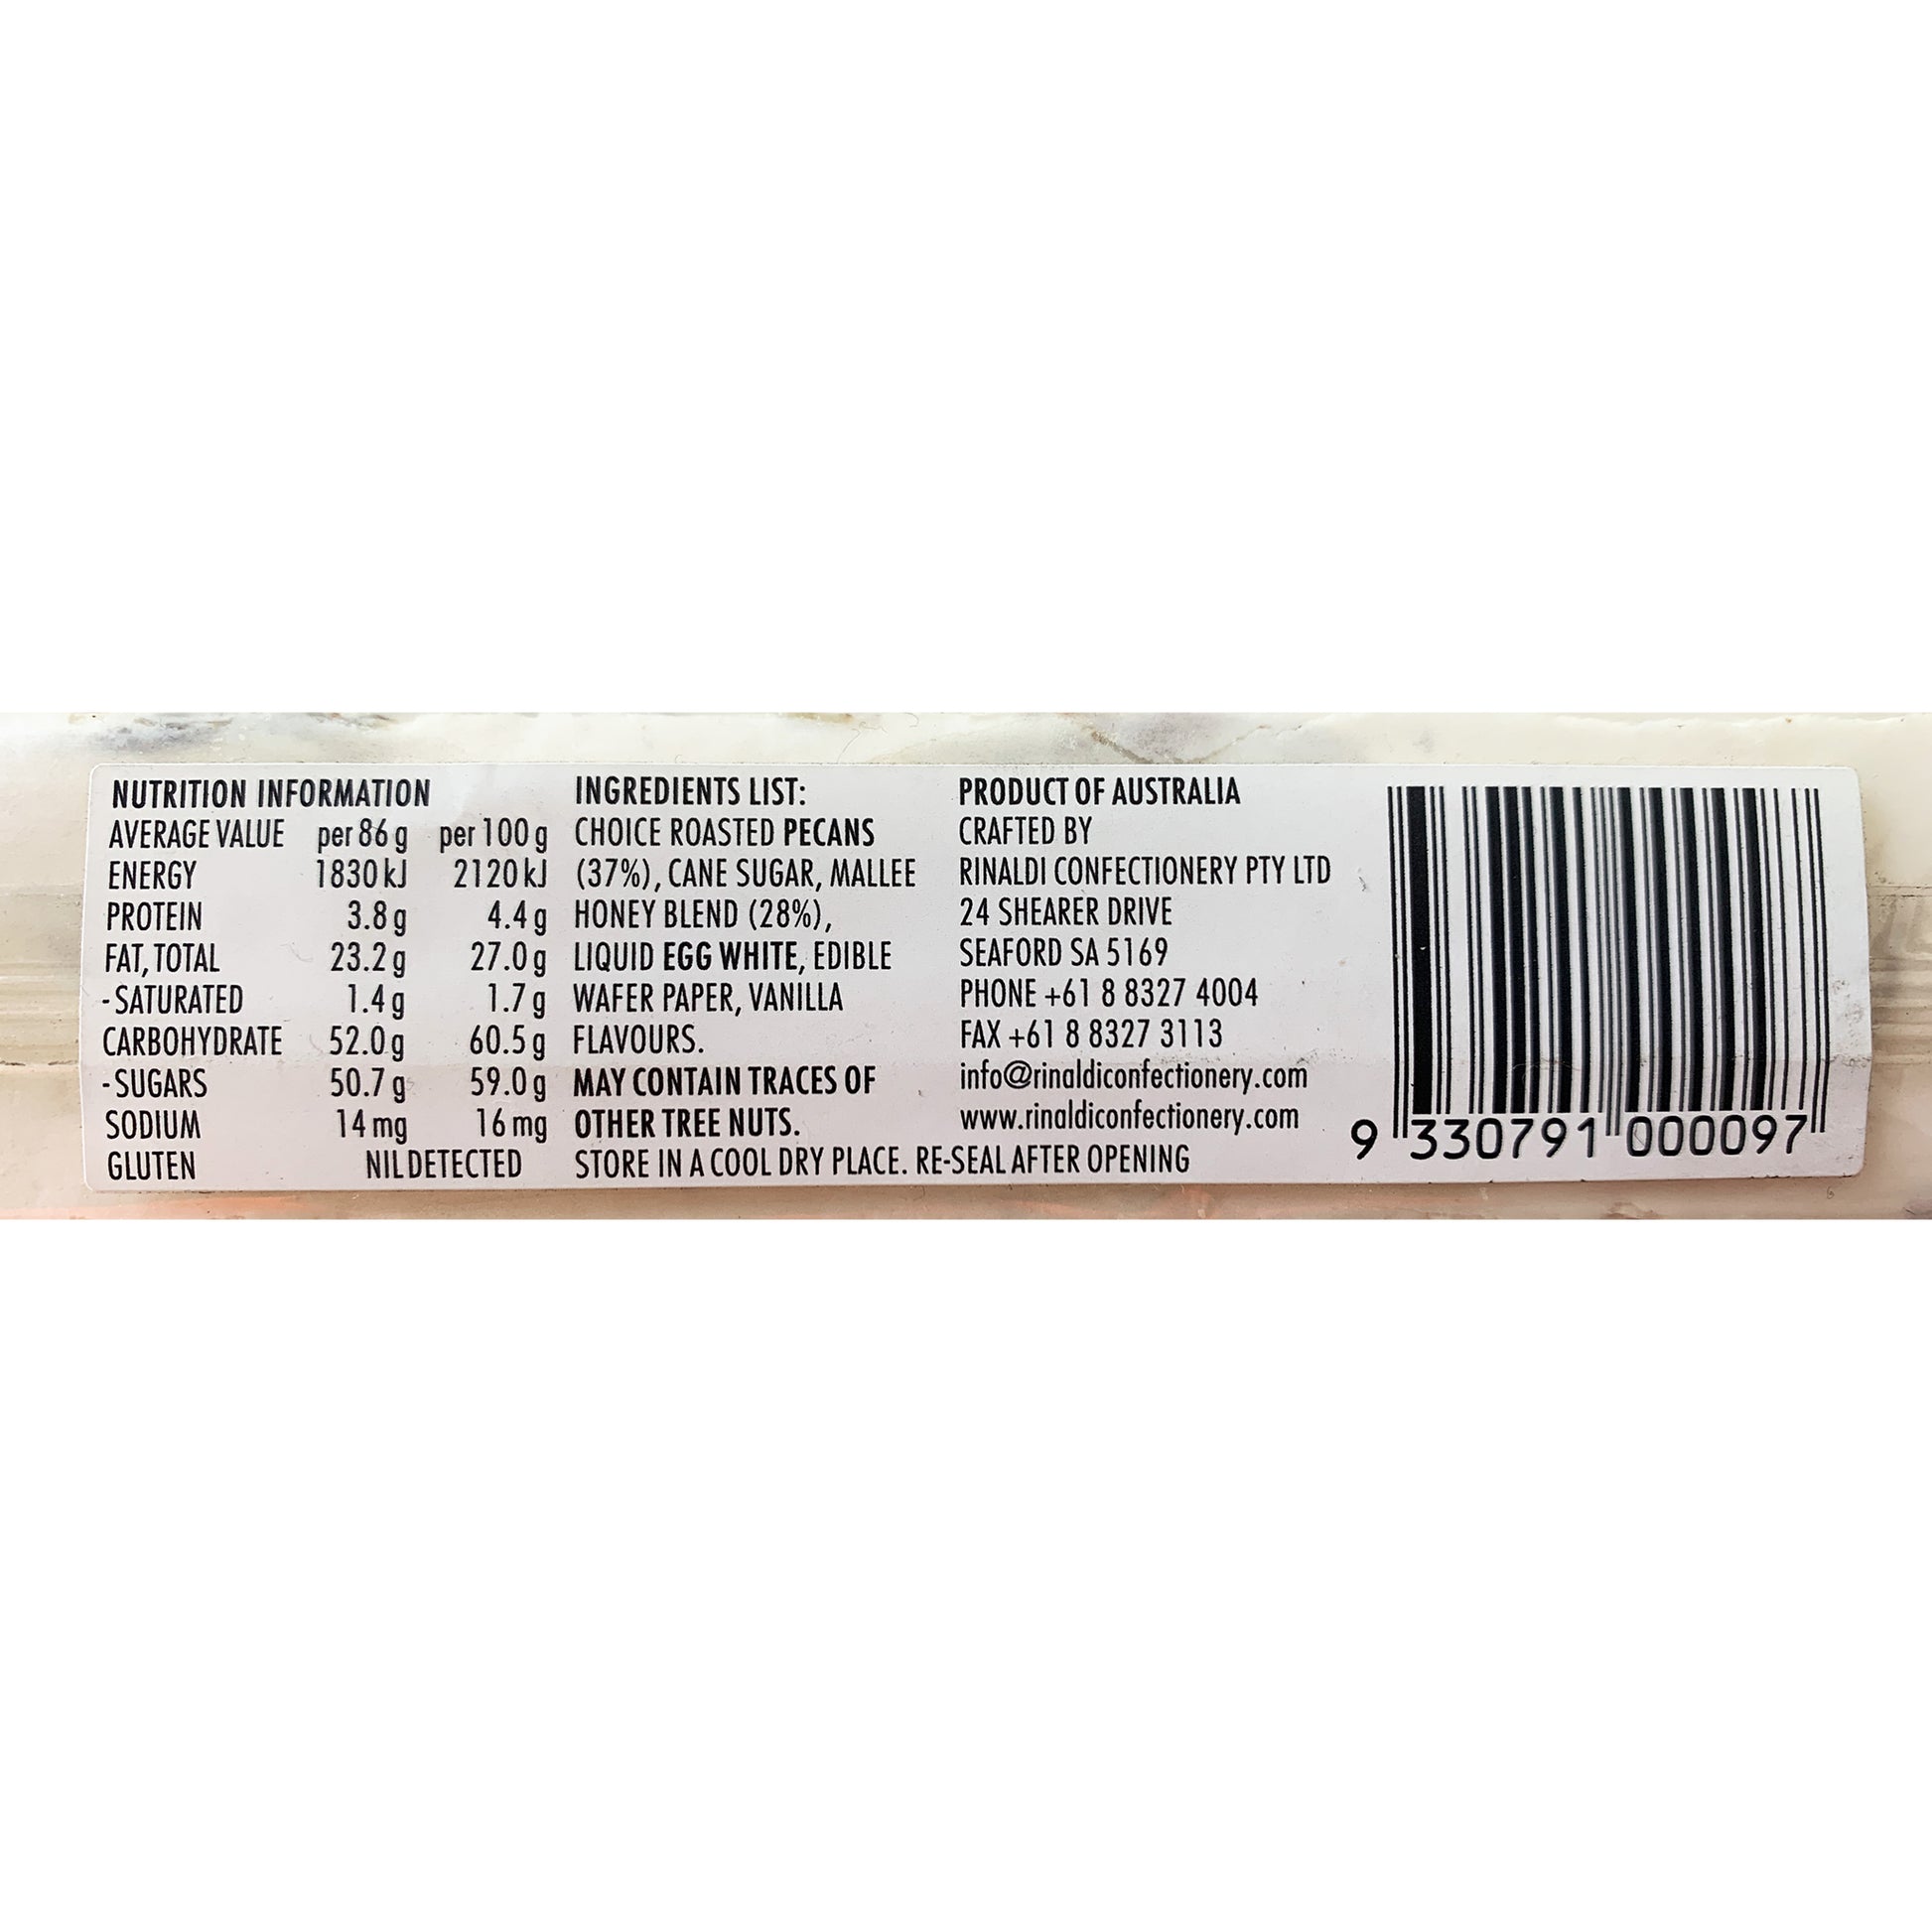 NUTRITION INFORMATION
AVERAGE VALUE per 86 g per 100 g
ENERGY 1830 kJ 2120 kJ
PROTEIN 3.8 g 4.4 g
FAT, TOTAL 23.2 g 27.0 g
- SATURATED 1.4 g 1.7 g
CARBOHYDRATE 52.0 g 60.5 g
- SUGARS 50.7 g 59.0 g
SODIUM 14 mg 16 mg
GLUTEN NIL DETECTED
INGREDIENTS LIST:
CHOICE ROASTED PECANS
(37%), CANE SUGAR, MALLEE
HONEY BLEND (28%),
LIQUID EGG WHITE, EDIBLE
WAFER PAPER, VANILLA
FLAVOURS.
MAY CONTAIN TRACES OF
OTHER TREE NUTS.
STORE IN A COOL DRY PLACE. RE-SEAL AFTER OPENING
PRODUCT OF AUSTRALIA
CRAFTED BY
RINALDI CONFECTIONERY PTY LTD
24 SHEARER DRIVE
SEAFORD SA 5169
PHONE +61 8 8327 4004
FAX +61 8 8327 3113
info@rinaldiconfectionery.com
www.rinaldiconfectionery.com
9 330791 000097